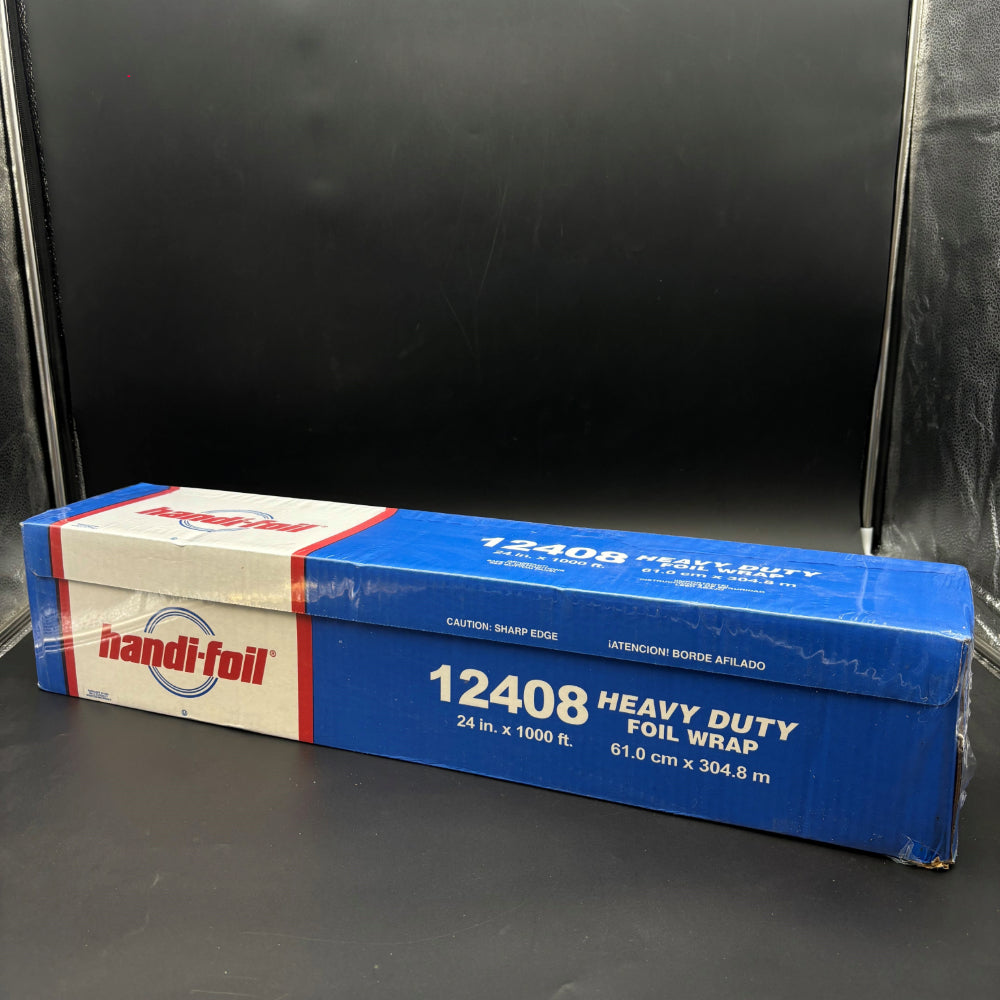 handi-foil
12408 HEAVY DUTY
FOIL WRAP
24 in. x 1000 ft.
61.0 cm x 304.8 m
CAUTION: SHARP EDGE
¡ATENCION! BORDE AFILADO
handi-foil®
12408 HEAVY DUTY
FOIL WRAP
24 in. x 1000 ft.
61.0 cm x 304.8 m